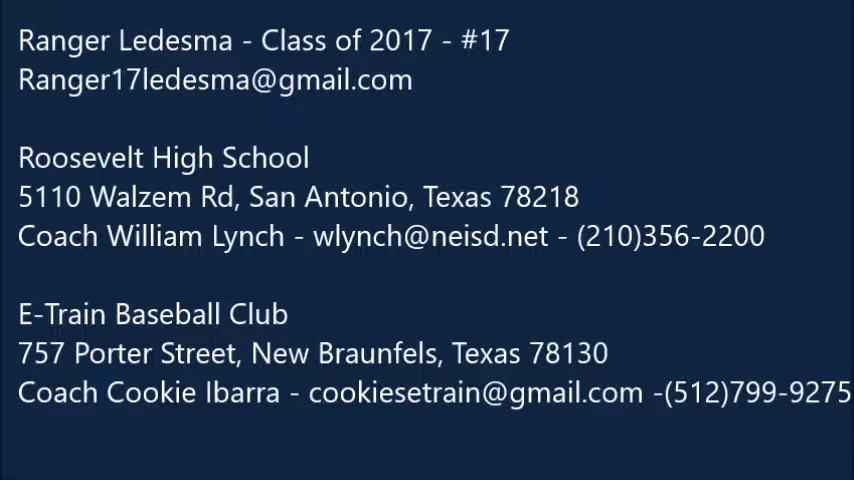 Ranger Ledesma - Class of 2017 - #17
Ranger17ledesma@gmail.com
Roosevelt High School
5110 Walzem Rd, San Antonio, Texas 78218
Coach William Lynch - wlynch@neisd.net - (210)356-2200
E-Train Baseball Club
757 Porter Street, New Braunfels, Texas 78130
Coach Cookie Ibarra - cookiesetrain@gmail.com -(512)799-9275